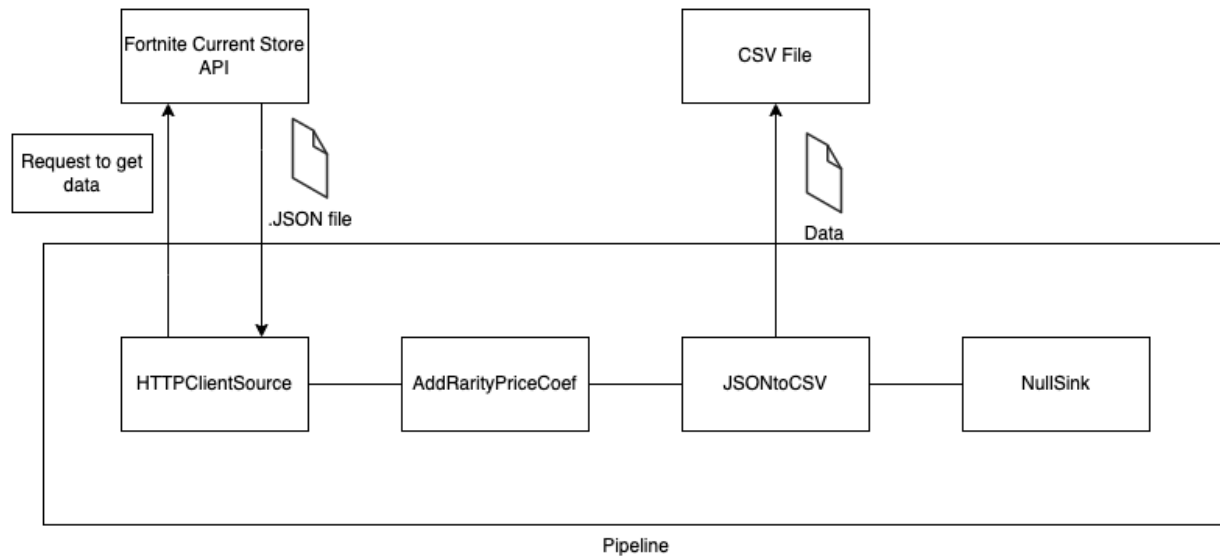 Fortnite Current Store
API
CSV File
Request to get
data
.JSON file
Data
HTTPClientSource
AddRarityPriceCoef
JSONtoCSV
NullSink
Pipeline